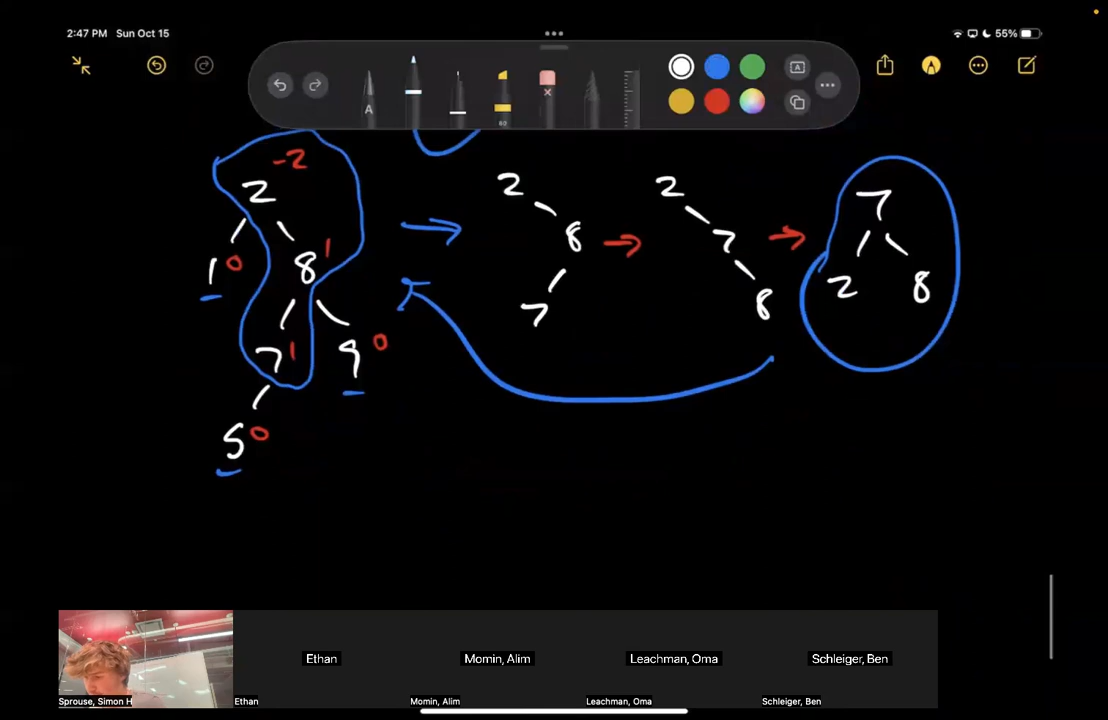 2:47 PM Sun Oct 15
55%
A
80
A
2 -2
1 0
8 1
7 1
9 0
5 0
2
8
7
2
7
8
7
2 8
Ethan
Momin, Alim
Leachman, Oma
Schleiger, Ben
Sprouse, Simon H
Ethan
Momin, Alim
Leachman, Oma
Schleiger, Ben